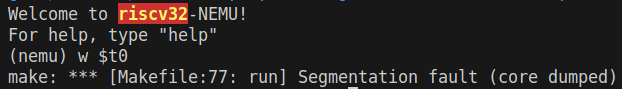 Welcome to riscv32-NEMU!
For help, type "help"
(nemu) w $t0
make: *** [Makefile:77: run] Segmentation fault (core dumped)